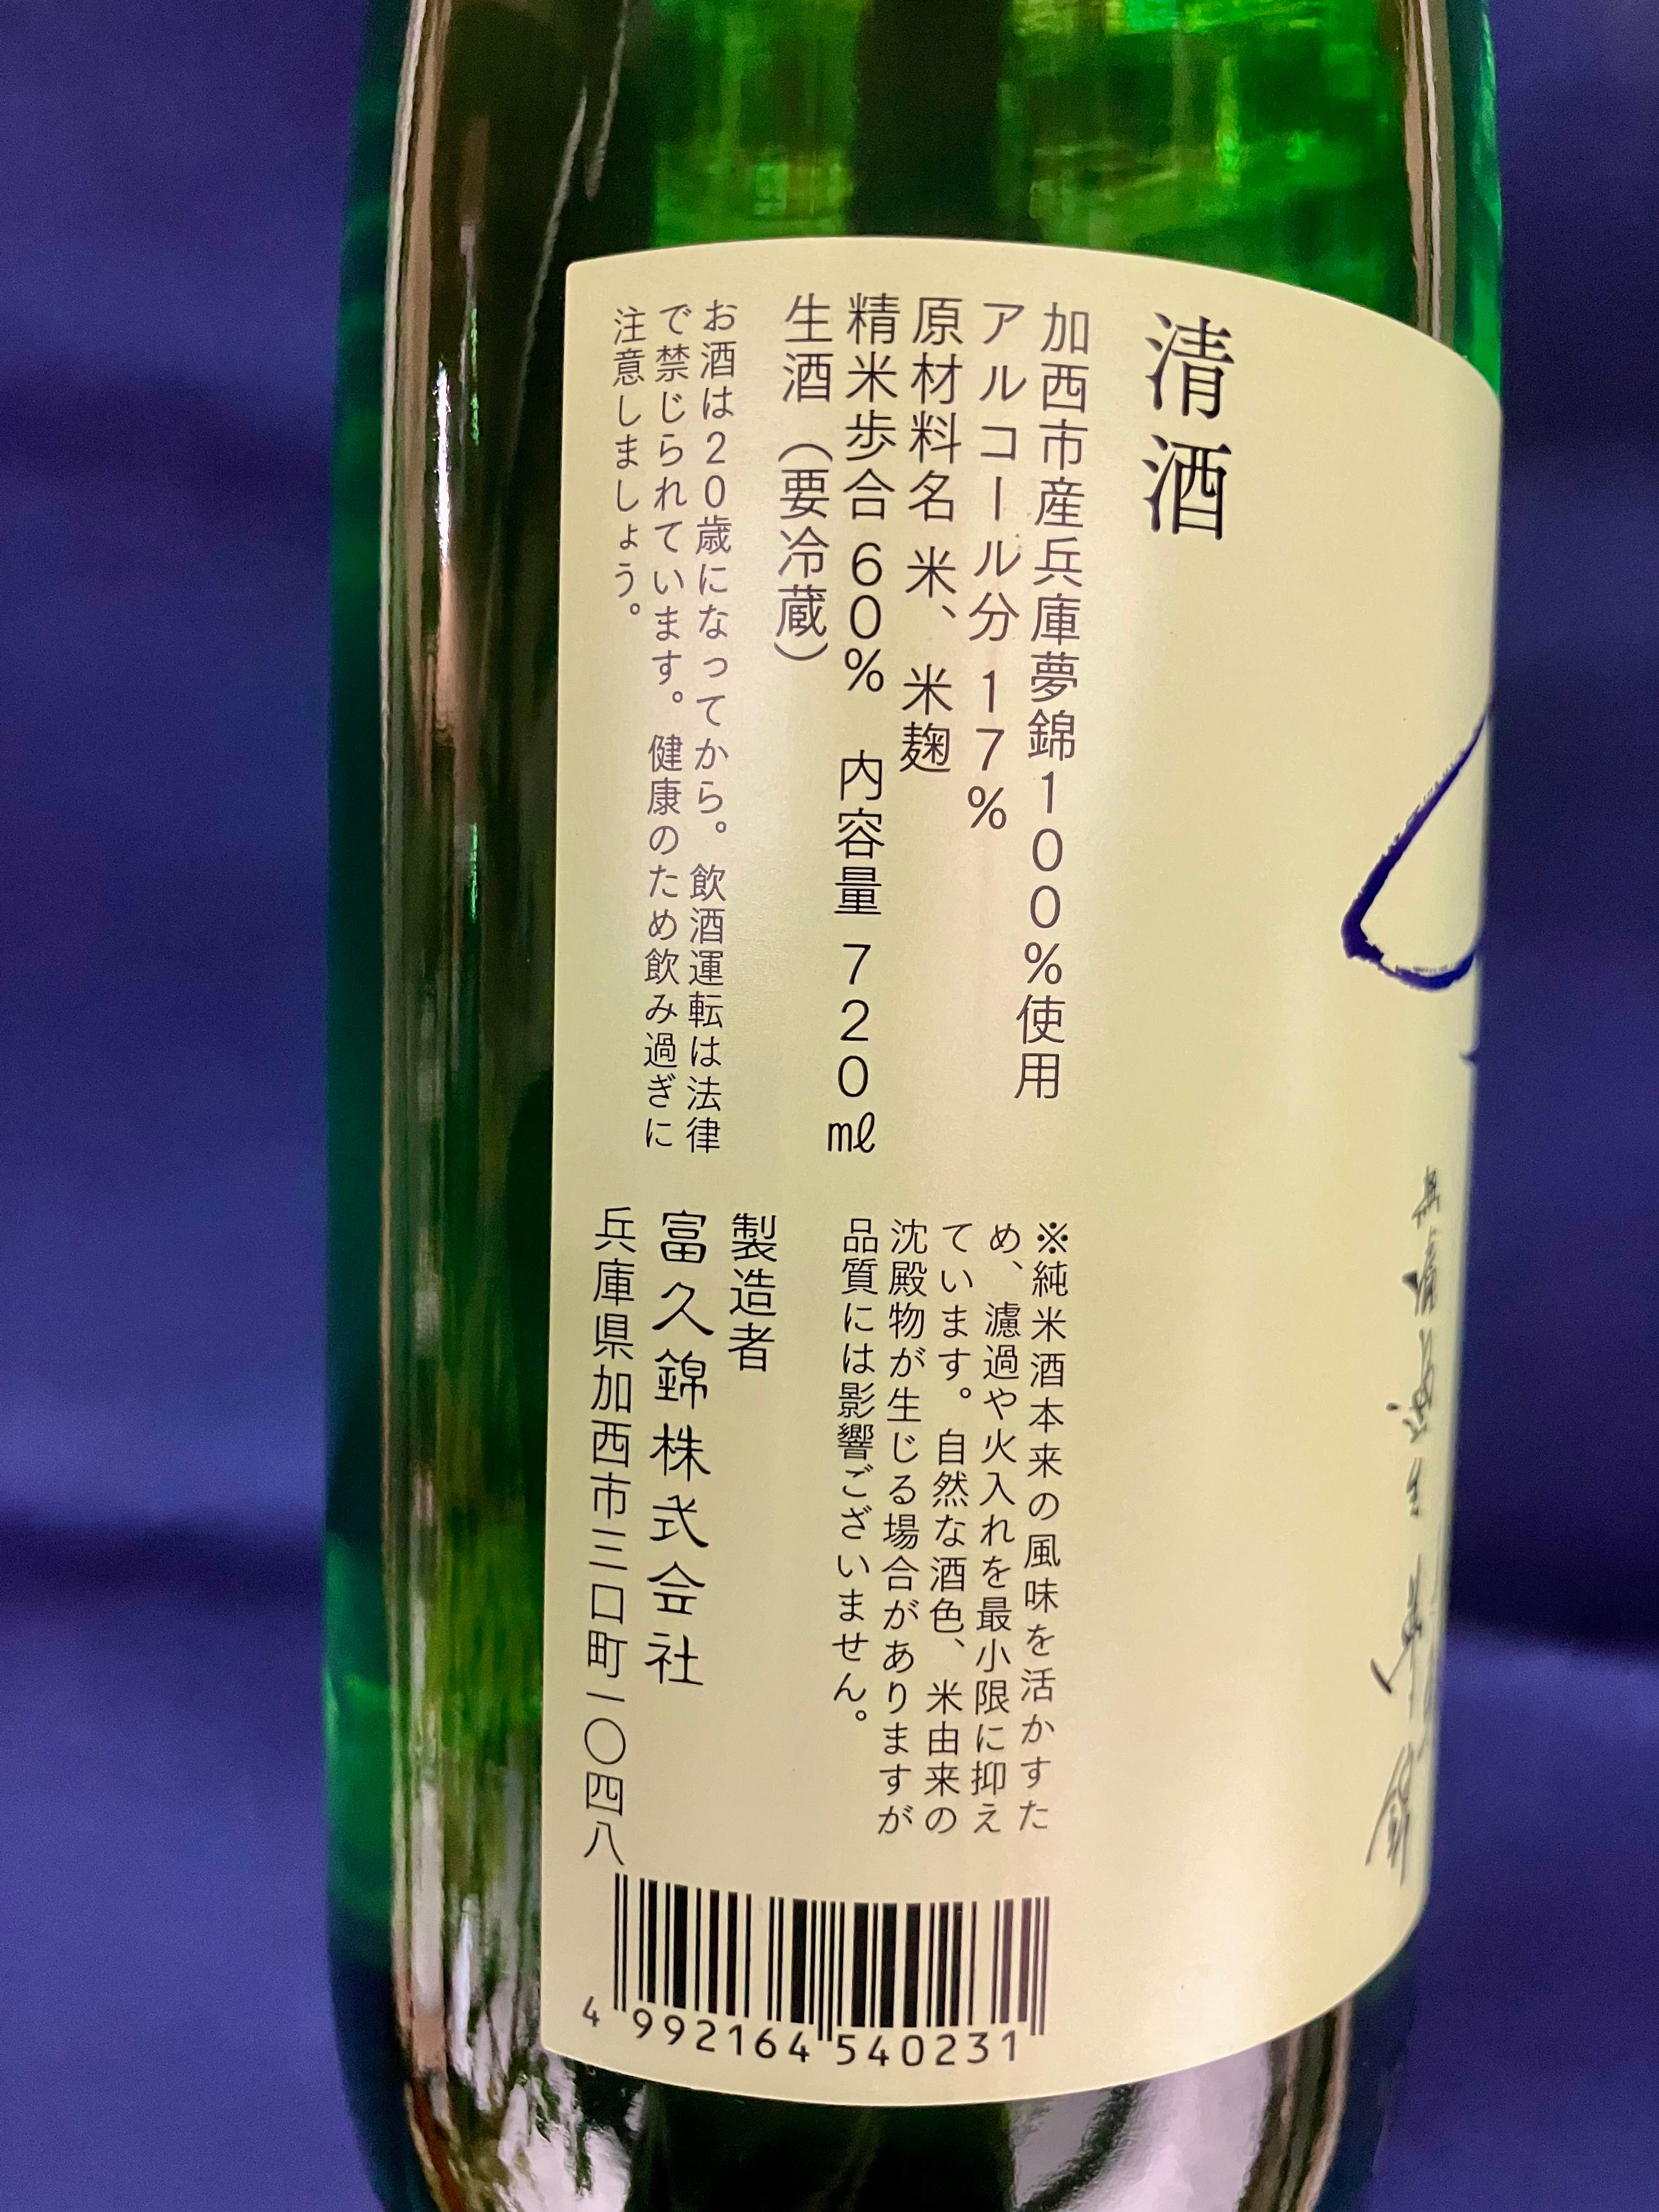 清酒
加西市産兵庫夢錦100%使用
アルコール分 17%
原材料名 米、米麹
精米歩合 60% 内容量 720㎖
生酒（要冷蔵）
お酒は20歳になってから。飲酒運転は法律
で禁じられています。健康のため飲み過ぎに
注意しましょう。
※純米酒本来の風味を活かすた
め、濾過や火入れを最小限に抑え
ています。自然な酒色、米由来の
沈殿物が生じる場合がありますが
品質には影響ございません。
製造者
富久錦株式会社
兵庫県加西市三口町一〇四八
4 992164 540231